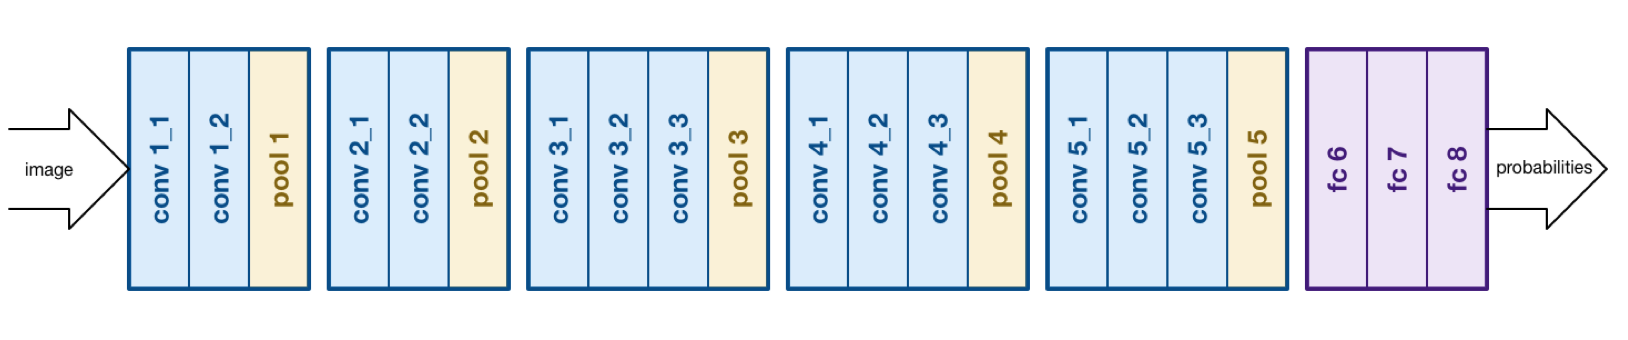 image
conv 1_1
conv 1_2
pool 1
conv 2_1
conv 2_2
pool 2
conv 3_1
conv 3_2
conv 3_3
pool 3
conv 4_1
conv 4_2
conv 4_3
pool 4
conv 5_1
conv 5_2
conv 5_3
pool 5
fc 6
fc 7
fc 8
probabilities